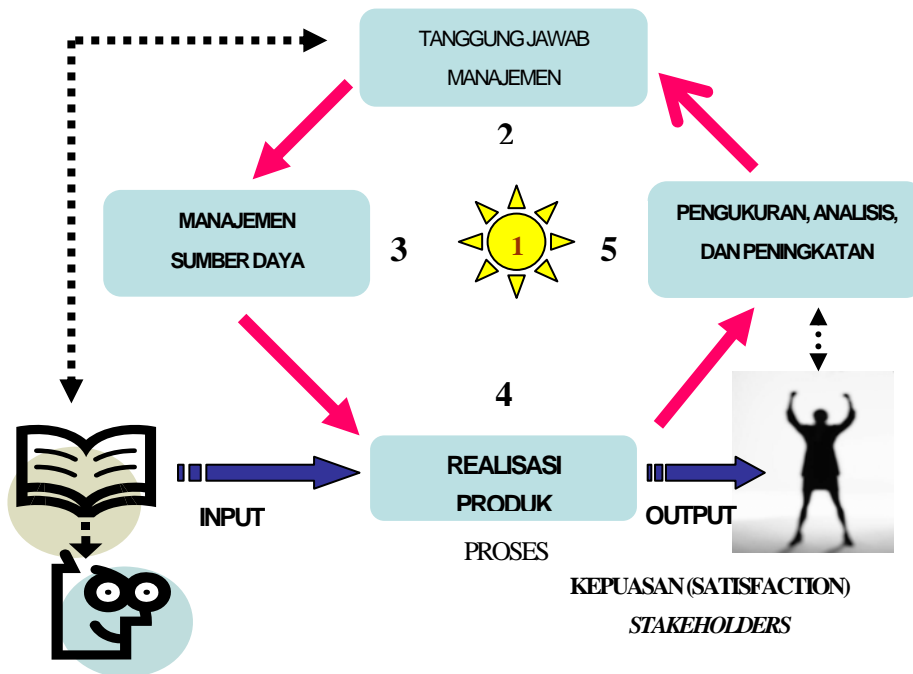 TANGGUNG JAWAB
MANAJEMEN
2
MANAJEMEN
SUMBER DAYA
3
1
5
PENGUKURAN, ANALISIS,
DAN PENINGKATAN
4
REALISASI
PRODUK
INPUT
OUTPUT
PROSES
KEPUASAN (SATISFACTION)
STAKEHOLDERS